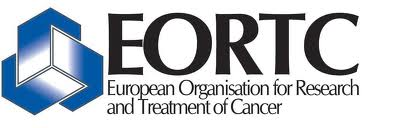 EORTC
European Organisation for Research
and Treatment of Cancer